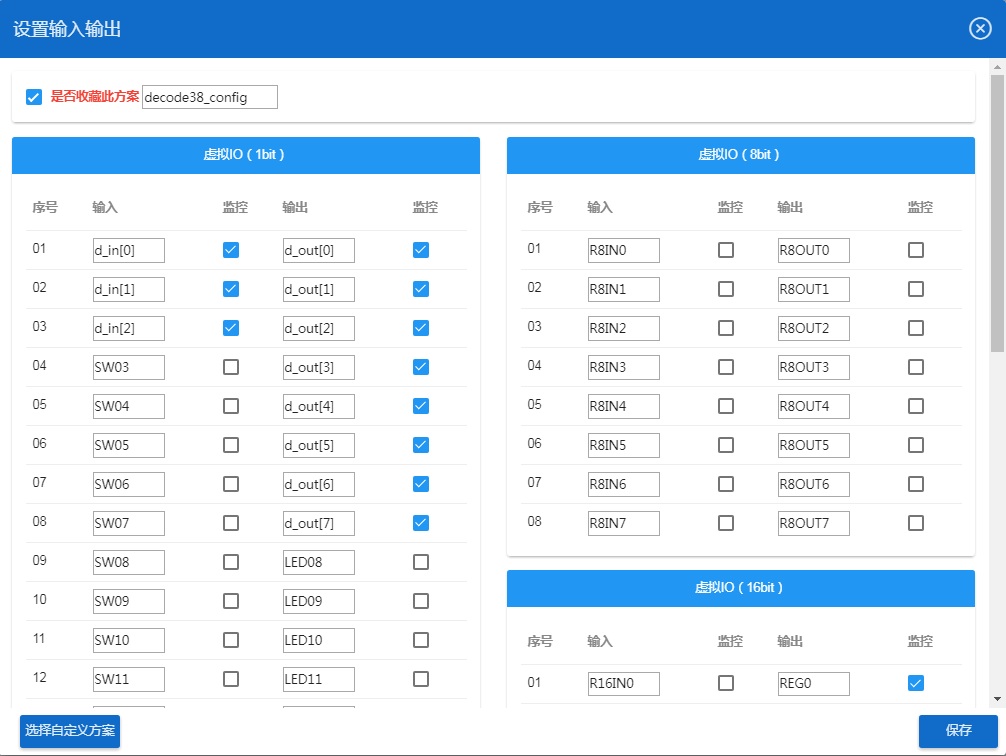 设置输入输出
是否收藏此方案 decode38_config
虚拟IO（1bit）
序号 输入 监控 输出 监控
01 d_in[0] d_out[0]
02 d_in[1] d_out[1]
03 d_in[2] d_out[2]
04 SW03 d_out[3]
05 SW04 d_out[4]
06 SW05 d_out[5]
07 SW06 d_out[6]
08 SW07 d_out[7]
09 SW08 LED08
10 SW09 LED09
11 SW10 LED10
12 SW11 LED11
虚拟IO（8bit）
序号 输入 监控 输出 监控
01 R8IN0 R8OUT0
02 R8IN1 R8OUT1
03 R8IN2 R8OUT2
04 R8IN3 R8OUT3
05 R8IN4 R8OUT4
06 R8IN5 R8OUT5
07 R8IN6 R8OUT6
08 R8IN7 R8OUT7
虚拟IO（16bit）
序号 输入 监控 输出 监控
01 R16IN0 REG0
选择自定义方案 保存